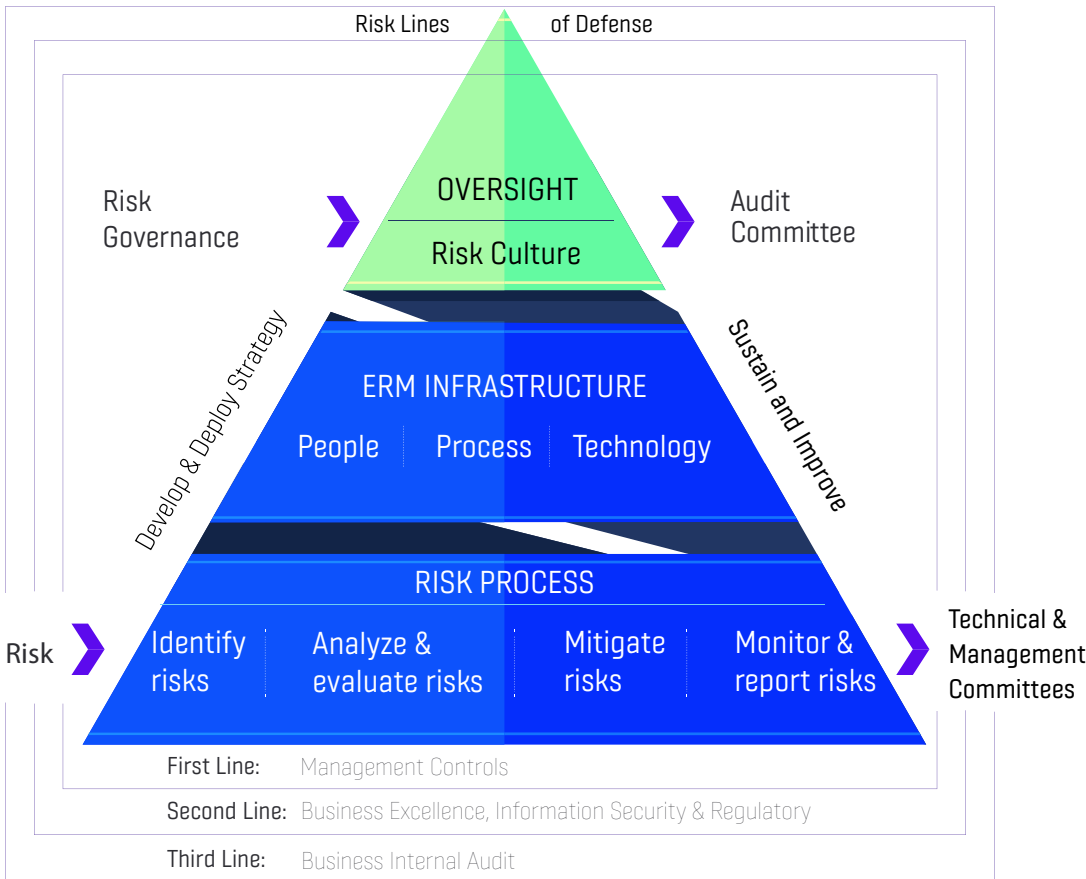 Risk Lines of Defense
OVERSIGHT
Risk Culture
Risk
Governance
Audit
Committee
Develop & Deploy Strategy
Sustain and Improve
ERM INFRASTRUCTURE
People Process Technology
RISK PROCESS
Risk
Identify
risks
Analyze &
evaluate risks
Mitigate
risks
Monitor &
report risks
Technical &
Management
Committees
First Line: Management Controls
Second Line: Business Excellence, Information Security & Regulatory
Third Line: Business Internal Audit